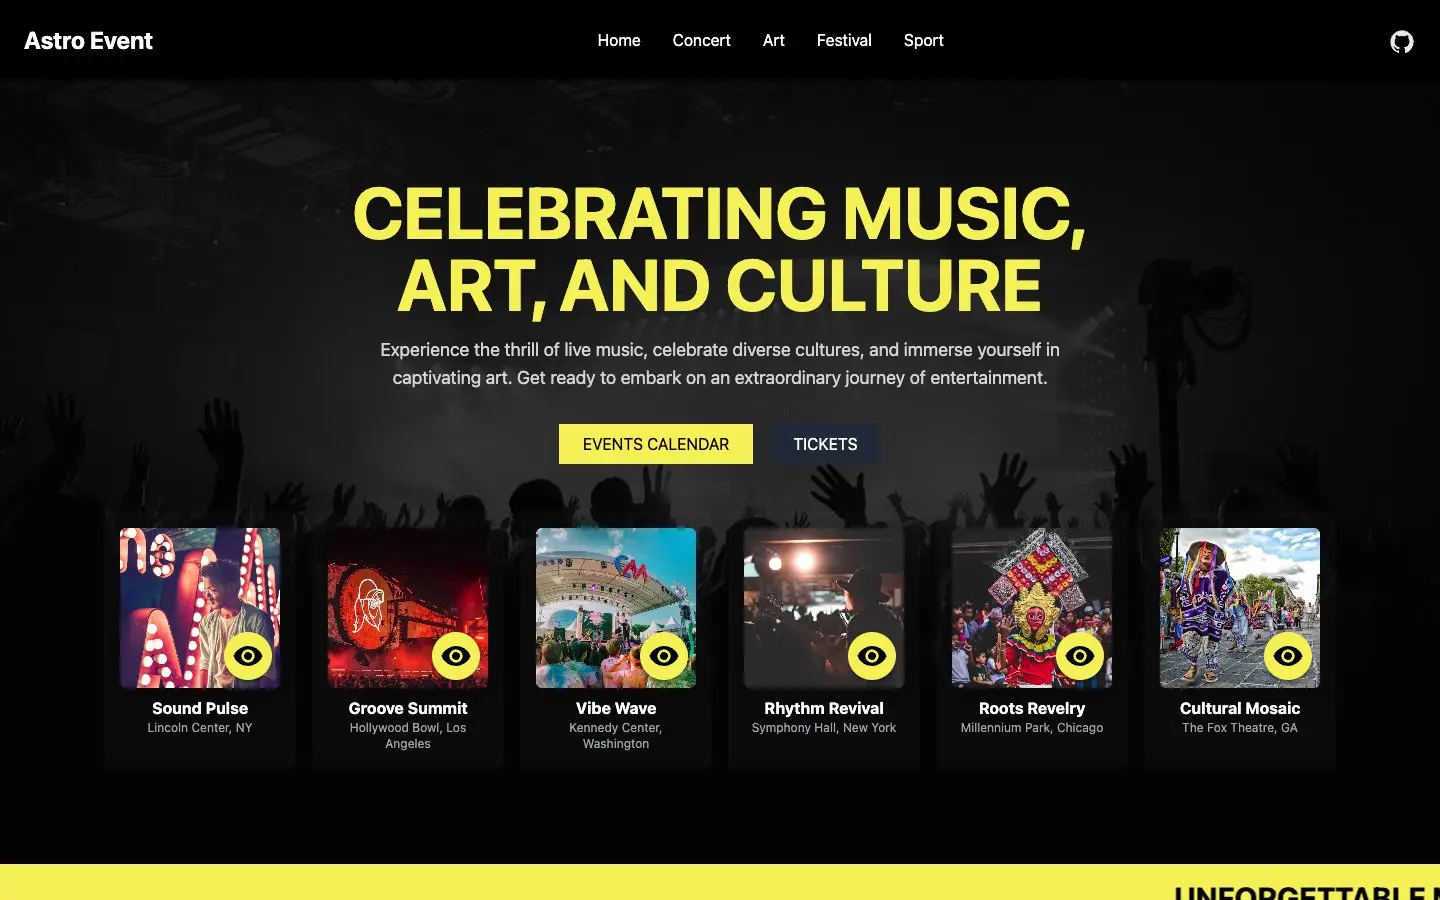 Astro Event
Home Concert Art Festival Sport
CELEBRATING MUSIC,
ART, AND CULTURE
Experience the thrill of live music, celebrate diverse cultures, and immerse yourself in
captivating art. Get ready to embark on an extraordinary journey of entertainment.
EVENTS CALENDAR TICKETS
Sound Pulse
Lincoln Center, NY
Groove Summit
Hollywood Bowl, Los
Angeles
Vibe Wave
Kennedy Center,
Washington
Rhythm Revival
Symphony Hall, New York
Roots Revelry
Millennium Park, Chicago
Cultural Mosaic
The Fox Theatre, GA
UNFORGETTABLE